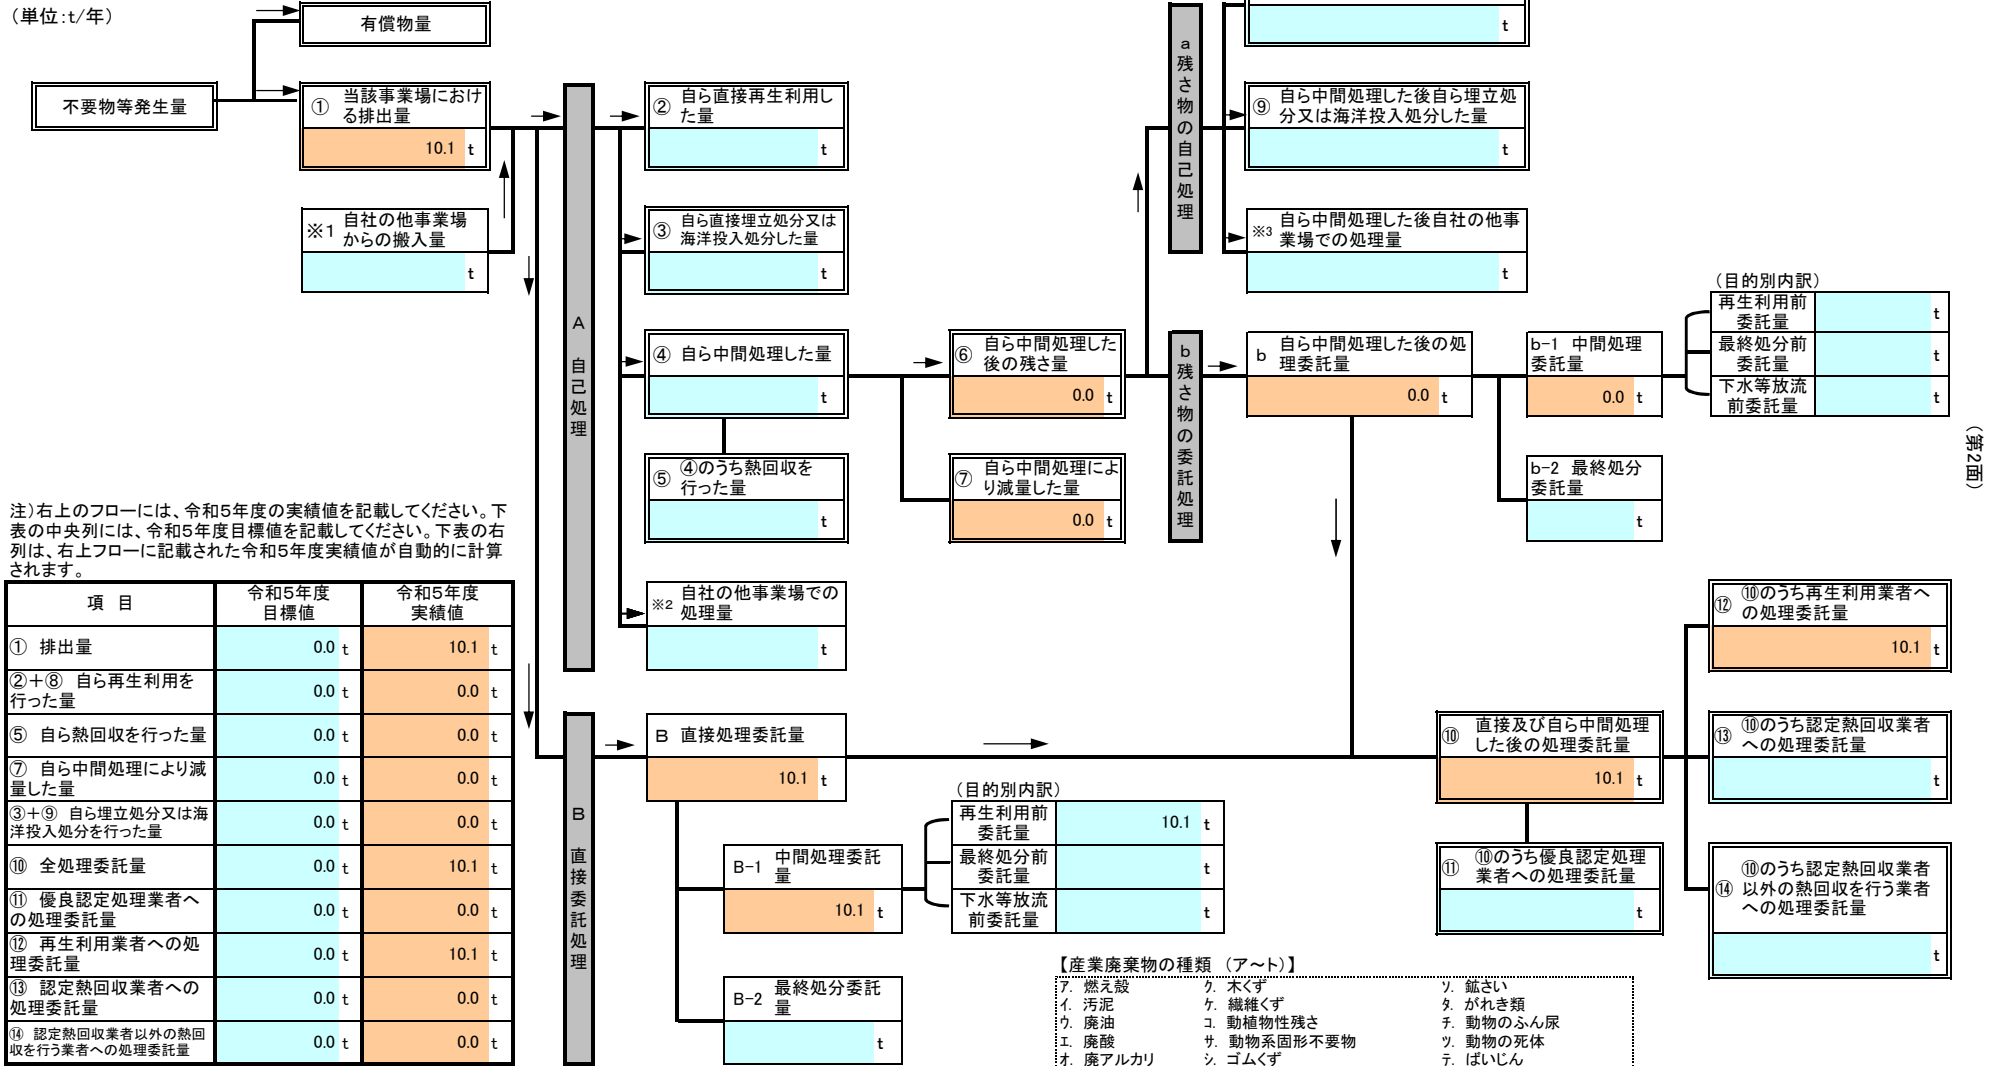 （単位：t/年）
有償物量
不要物等発生量
① 当該事業場におけ
る排出量
10.1 t
※1 自社の他事業場
からの搬入量
t
A 自己処理
② 自ら直接再生利用し
た量
t
③ 自ら直接埋立処分又は
海洋投入処分した量
t
④ 自ら中間処理した量
t
⑤ ④のうち熱回収を
行った量
t
※2 自社の他事業場での
処理量
t
⑥ 自ら中間処理した
後の残さ量
0.0 t
⑦ 自ら中間処理によ
り減量した量
0.0 t
a 残さ物の自己処理
t
⑨ 自ら中間処理した後自ら埋立処
分又は海洋投入処分した量
t
※3 自ら中間処理した後自社の他事
業場での処理量
t
b 残さ物の委託処理
b 自ら中間処理した後の処
理委託量
0.0 t
b-1 中間処理
委託量
0.0 t
b-2 最終処分
委託量
t
（目的別内訳）
再生利用前
委託量
t
最終処分前
委託量
t
下水等放流
前委託量
t
（第2面）
注）右上のフローには、令和5年度の実績値を記載してください。下
表の中央列には、令和5年度目標値を記載してください。下表の右
列は、右上フローに記載された令和5年度実績値が自動的に計算
されます。
項 目
令和5年度
目標値
令和5年度
実績値
① 排出量 0.0 t 10.1 t
②＋⑧ 自ら再生利用を
行った量 0.0 t 0.0 t
⑤ 自ら熱回収を行った量 0.0 t 0.0 t
⑦ 自ら中間処理により減
量した量 0.0 t 0.0 t
③＋⑨ 自ら埋立処分又は海
洋投入処分を行った量 0.0 t 0.0 t
⑩ 全処理委託量 0.0 t 10.1 t
⑪ 優良認定処理業者へ
の処理委託量 0.0 t 0.0 t
⑫ 再生利用業者への処
理委託量 0.0 t 10.1 t
⑬ 認定熱回収業者への
処理委託量 0.0 t 0.0 t
⑭ 認定熱回収業者以外の熱回
収を行う業者への処理委託量 0.0 t 0.0 t
B 直接委託処理
B 直接処理委託量
10.1 t
B-1 中間処理委託
量
10.1 t
B-2 最終処分委託
量
t
（目的別内訳）
再生利用前
委託量
10.1 t
最終処分前
委託量
t
下水等放流
前委託量
t
⑩ 直接及び自ら中間処理
した後の処理委託量
10.1 t
⑪ ⑩のうち優良認定処理
業者への処理委託量
t
⑫ ⑩のうち再生利用業者へ
の処理委託量
10.1 t
⑬ ⑩のうち認定熱回収業者
への処理委託量
t
⑭ ⑩のうち認定熱回収業者
以外の熱回収を行う業者
への処理委託量
t
【産業廃棄物の種類 （ア～ト）】
ア. 燃え殻 ク. 木くず ソ. 鉱さい
イ. 汚泥 ケ. 繊維くず タ. がれき類
ウ. 廃油 コ. 動植物性残さ チ. 動物のふん尿
エ. 廃酸 サ. 動物系固形不要物 ツ. 動物の死体
オ. 廃アルカリ シ. ゴムくず テ. ばいじん